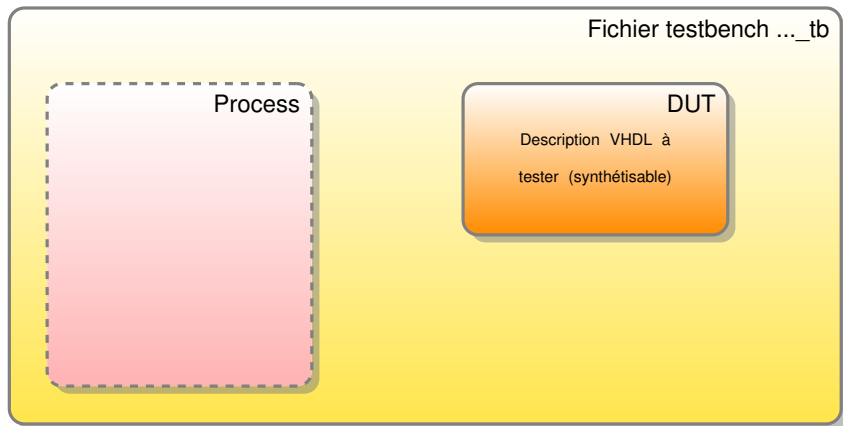 Fichier testbench ..._tb
Process
DUT
Description VHDL à
tester (synthétisable)